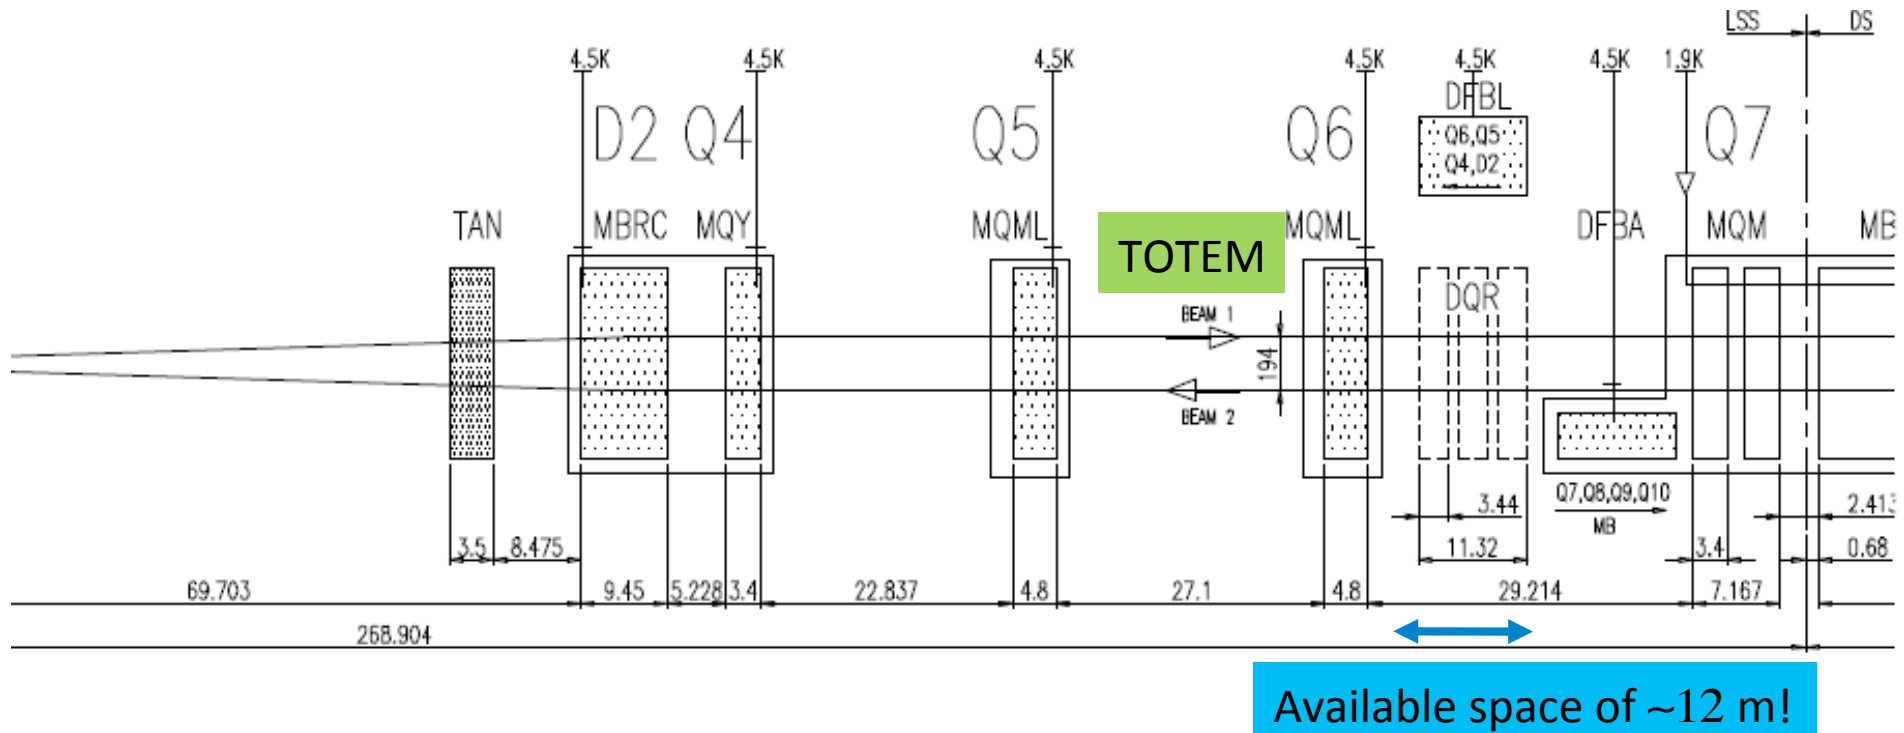 LSS DS
4.5K 4.5K 4.5K 4.5K 4.5K 4.5K 1.9K
DFBL
D2 Q4 Q5 Q6 Q7
Q6,Q5
Q4,D2
TAN MBRC MQY MQML TOTEM MQML DFBA MQM MB
DQR
BEAM 1
194
BEAM 2
Q7,Q8,Q9,Q10
3.44 2.413
MB
3.5 8.475 11.32 3.4 0.68
69.703 9.45 5.228 3.4 22.837 4.8 27.1 4.8 29.214 7.167
268.904
Available space of ~12 m!